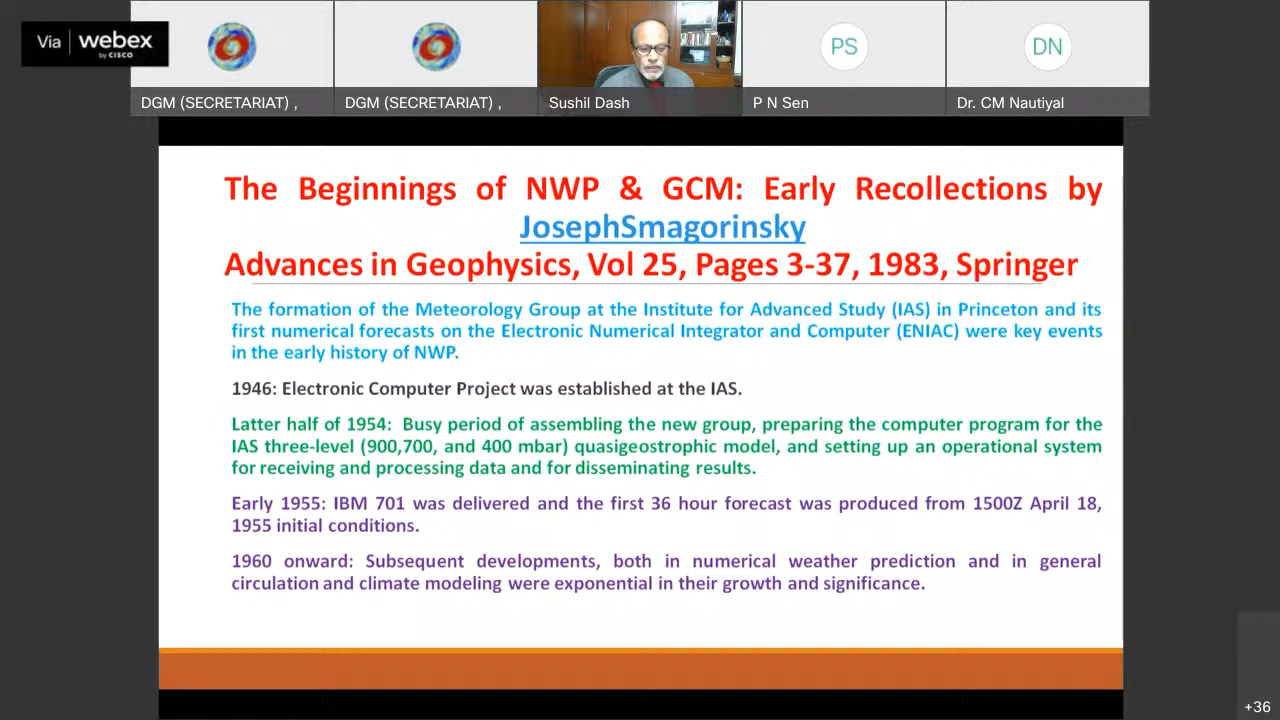 Via webex
by CISCO
PS
DN
DGM (SECRETARIAT) ,
DGM (SECRETARIAT) ,
Sushil Dash
P N Sen
Dr. CM Nautiyal
The Beginnings of NWP & GCM: Early Recollections by
JosephSmagorinsky
Advances in Geophysics, Vol 25, Pages 3-37, 1983, Springer
The formation of the Meteorology Group at the Institute for Advanced Study (IAS) in Princeton and its
first numerical forecasts on the Electronic Numerical Integrator and Computer (ENIAC) were key events
in the early history of NWP.
1946: Electronic Computer Project was established at the IAS.
Latter half of 1954: Busy period of assembling the new group, preparing the computer program for the
IAS three-level (900,700, and 400 mbar) quasigeostrophic model, and setting up an operational system
for receiving and processing data and for disseminating results.
Early 1955: IBM 701 was delivered and the first 36 hour forecast was produced from 1500Z April 18,
1955 initial conditions.
1960 onward: Subsequent developments, both in numerical weather prediction and in general
circulation and climate modeling were exponential in their growth and significance.
+36